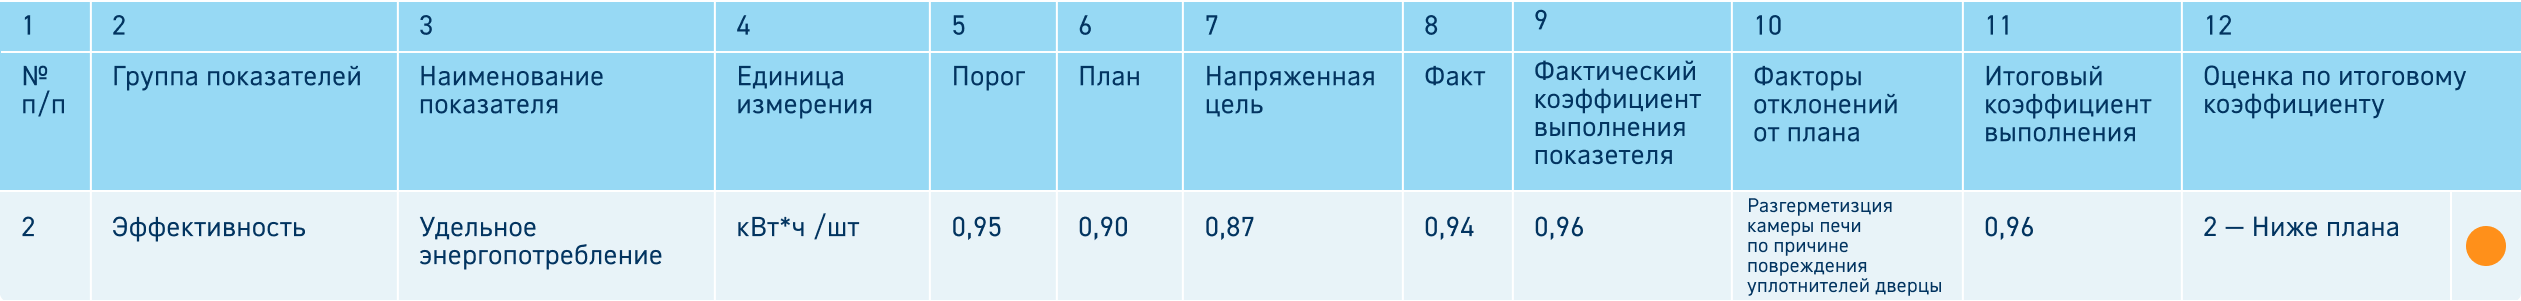 1 2 3 4 5 6 7 8 9 10 11 12
№
п/п
Группа показателей
Наименование
показателя
Единица
измерения
Порог
План
Напряженная
цель
Факт
Фактический
коэффициент
выполнения
показетеля
Факторы
отклонений
от плана
Итоговый
коэффициент
выполнения
Оценка по итоговому
коэффициенту
2
Эффективность
Удельное
энергопотребление
кВт*ч /шт
0,95
0,90
0,87
0,94
0,96
Разгерметизция
камеры печи
по причине
повреждения
уплотнителей дверцы
0,96
2 — Ниже плана